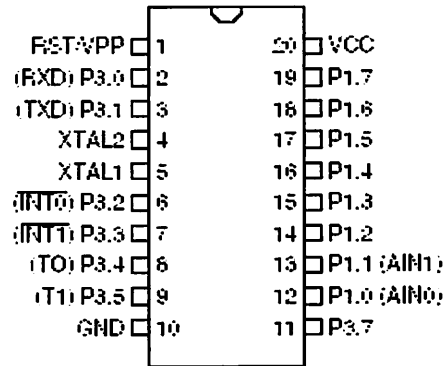 RST/VPP 1 20 VCC
(RXD) P3.0 2 19 P1.7
(TXD) P3.1 3 18 P1.6
XTAL2 4 17 P1.5
XTAL1 5 16 P1.4
(INT0) P3.2 6 15 P1.3
(INT1) P3.3 7 14 P1.2
(TO) P3.4 8 13 P1.1 (AIN1)
(T1) P3.5 9 12 P1.0 (AIN0)
GND 10 11 P3.7